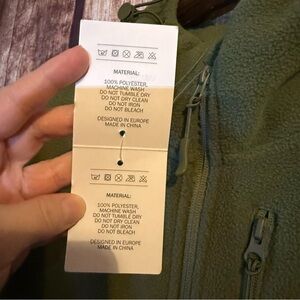 MATERIAL:
100% POLYESTER,
MACHINE WASH
DO NOT TUMBLE DRY
DO NOT DRY CLEAN
DO NOT IRON
DO NOT BLEACH
DESIGNED IN EUROPE
MADE IN CHINA
MATERIAL:
100% POLYESTER,
MACHINE WASH
DO NOT TUMBLE DRY
DO NOT DRY CLEAN
DO NOT IRON
DO NOT BLEACH
DESIGNED IN EUROPE
MADE IN CHINA